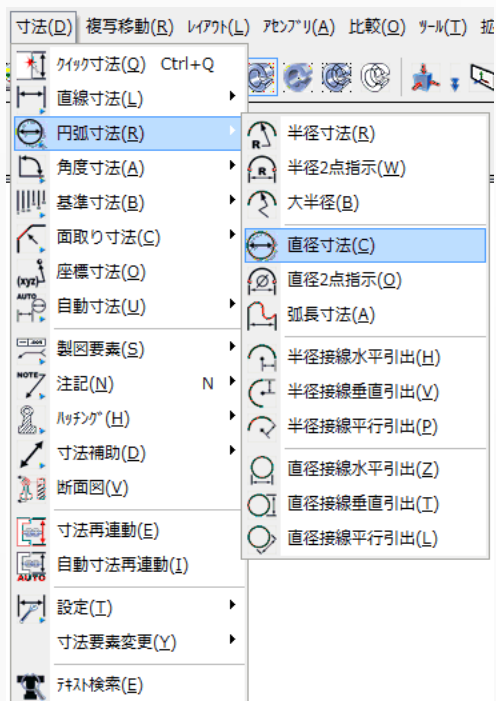 寸法(D) 複写移動(R) ﾚｲｱｳﾄ(L) ｱｾﾝﾌﾞﾘ(A) 比較(O) ﾂｰﾙ(T)
ｸｲｯｸ寸法(Q) Ctrl+Q
直線寸法(L)
円弧寸法(R)
角度寸法(A)
基準寸法(B)
面取り寸法(C)
(xyz) 座標寸法(O)
AUTO 自動寸法(U)
製図要素(S)
NOTE 注記(N) N
ﾊｯﾁﾝｸﾞ(H)
寸法補助(D)
断面図(V)
寸法再連動(E)
AUTO 自動寸法再連動(I)
設定(T)
寸法要素変更(Y)
ﾃｷｽﾄ検索(E)
R 半径寸法(R)
R 半径2点指示(W)
大半径(B)
直径寸法(C)
直径2点指示(O)
弧長寸法(A)
半径接線水平引出(H)
半径接線垂直引出(V)
半径接線平行引出(P)
直径接線水平引出(Z)
直径接線垂直引出(T)
直径接線平行引出(L)